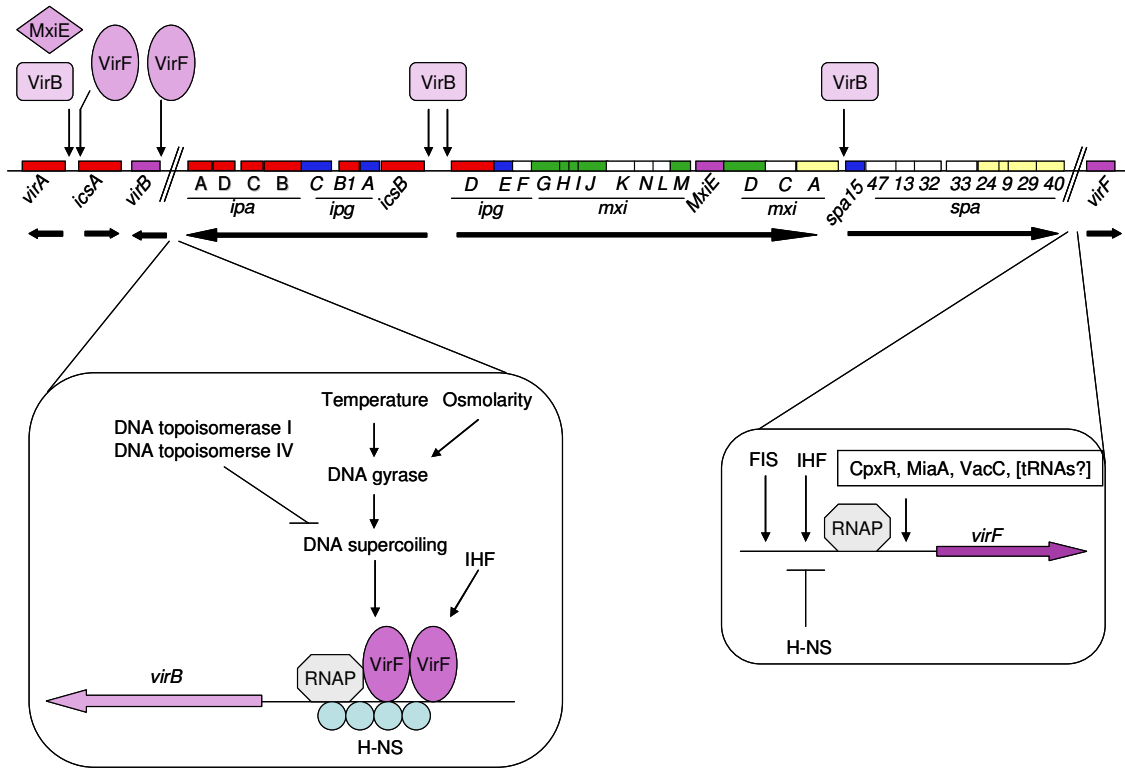 MxiE
VirB
VirF
VirF
VirB
VirB
virA
icsA
virB
A D C B C B1 A icsB D E F G H I J K N L M MxiE D C A spa15 47 13 32 33 24 9 29 40 virF
ipa ipg ipg mxi mxi spa
Temperature Osmolarity
DNA topoisomerase I
DNA topoisomerse IV
DNA gyrase
DNA supercoiling
IHF
VirF VirF
RNAP
virB
H-NS
FIS IHF
CpxR, MiaA, VacC, [tRNAs?]
RNAP
virF
H-NS